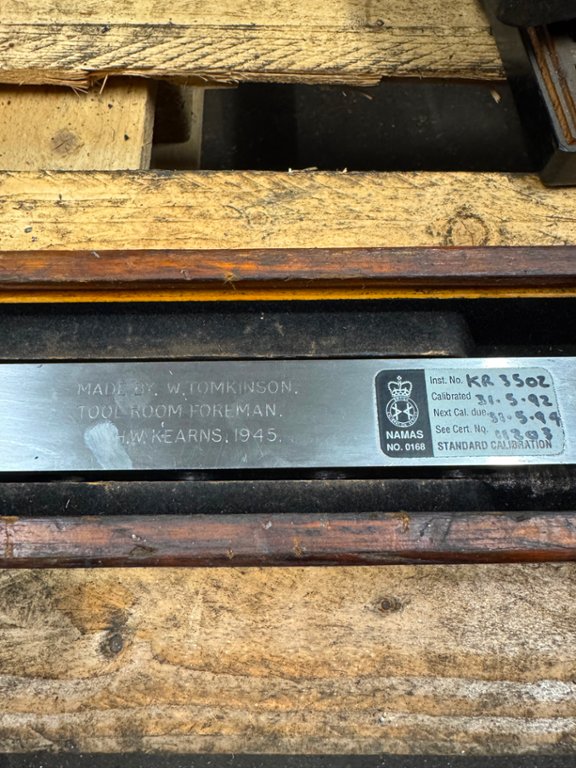 MADE BY W. TOMKINSON.
TOOL ROOM FOREMAN.
H.W. KEARNS. 1945.
NAMAS
NO. 0168
Inst. No. KR 3502
Calibrated 31.5.92
Next Cal. due 31.5.94
See Cert. No. 11393
STANDARD CALIBRATION